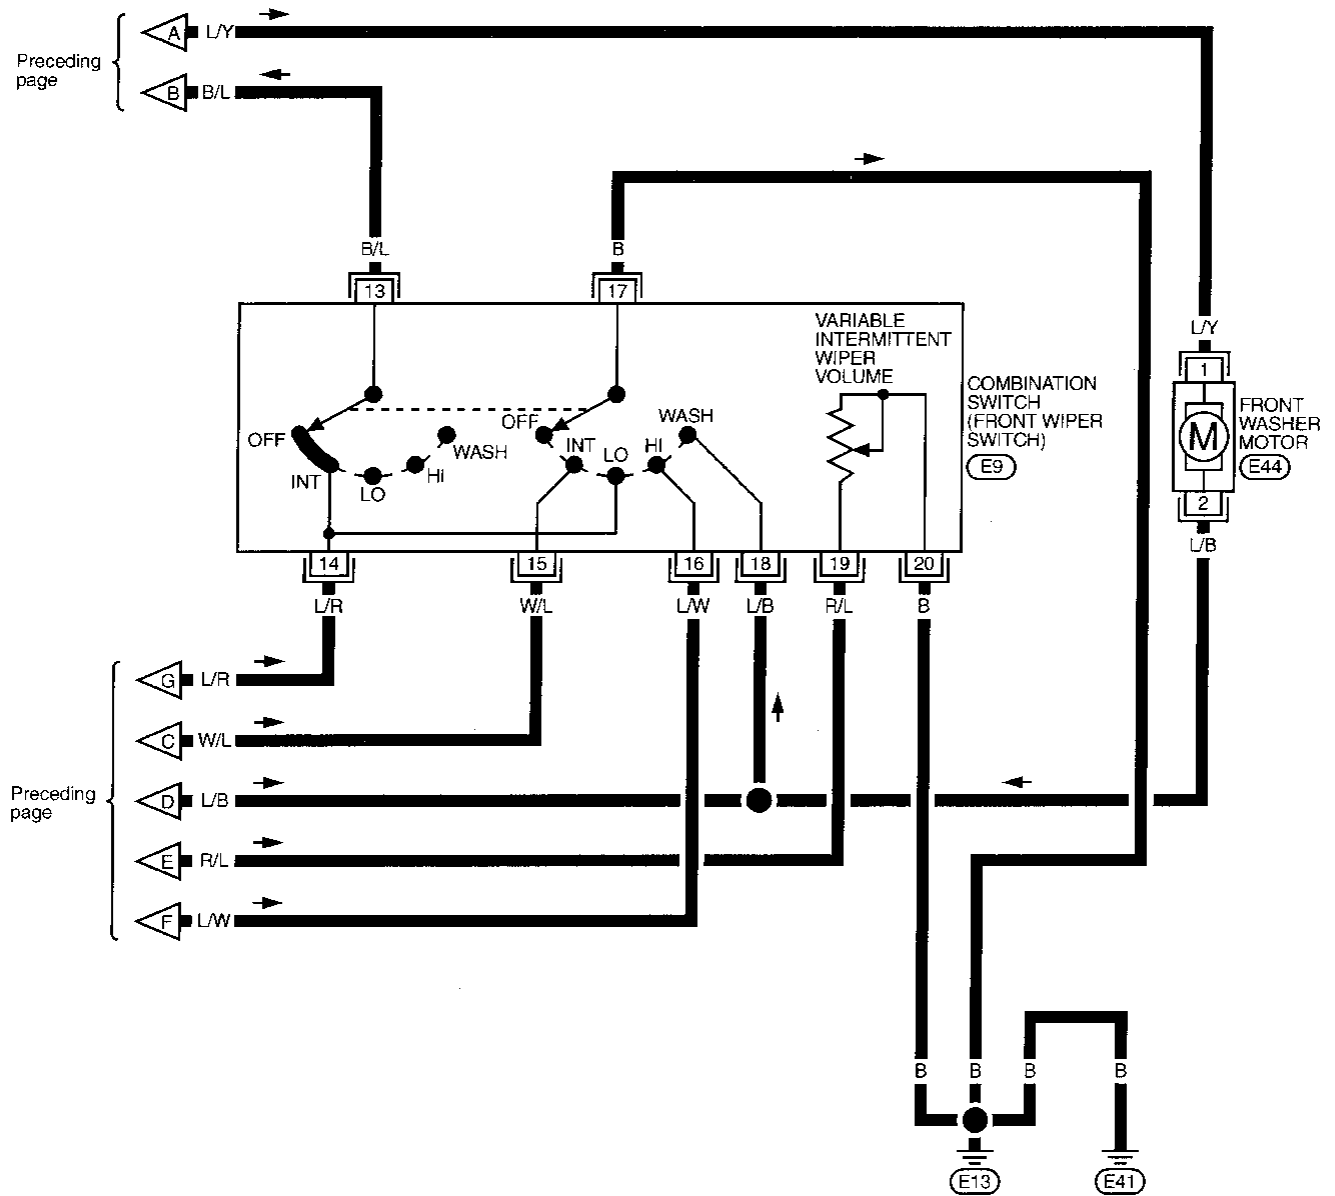 A L/Y
Preceding
page
B B/L
B/L
B
13
17
L/Y
1
VARIABLE
INTERMITTENT
WIPER
VOLUME
COMBINATION
SWITCH
(FRONT WIPER
SWITCH)
E9
FRONT
WASHER
MOTOR
E44
M
2
L/B
OFF
INT
LO
Hi
WASH
OFF
INT
LO
HI
WASH
14
15
16
18
19
20
L/R
W/L
L/W
L/B
R/L
B
G L/R
C W/L
Preceding
page
D L/B
E R/L
F L/W
B
B
B
B
E13
E41